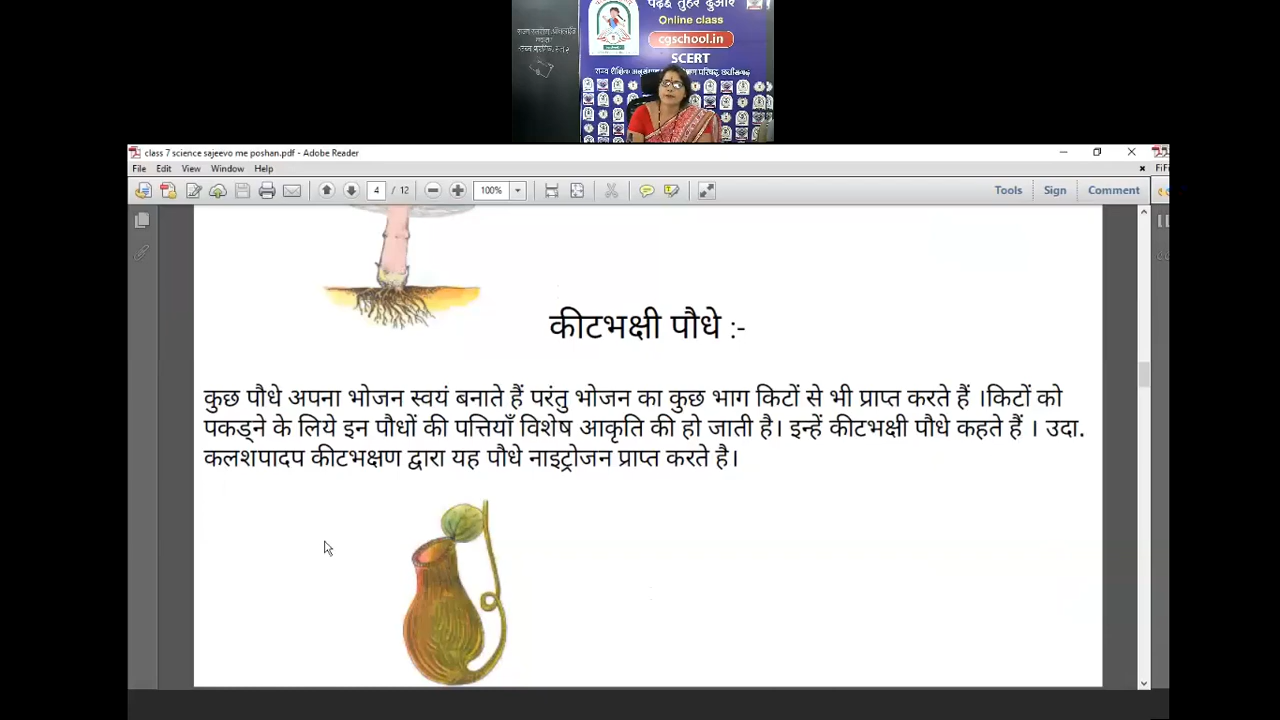 पढ़ई तुंहर दुआर
Online class
cgschool.in
SCERT
class 7 science sajeevo me poshan.pdf - Adobe Reader
File Edit View Window Help
4 / 12 100% Tools Sign Comment
कीटभक्षी पौधे :-
कुछ पौधे अपना भोजन स्वयं बनाते हैं परंतु भोजन का कुछ भाग किटों से भी प्राप्त करते हैं ।किटों को
पकड्ने के लिये इन पौधों की पत्तियाँ विशेष आकृति की हो जाती है। इन्हें कीटभक्षी पौधे कहते हैं । उदा.
कलशपादप कीटभक्षण द्वारा यह पौधे नाइट्रोजन प्राप्त करते है।